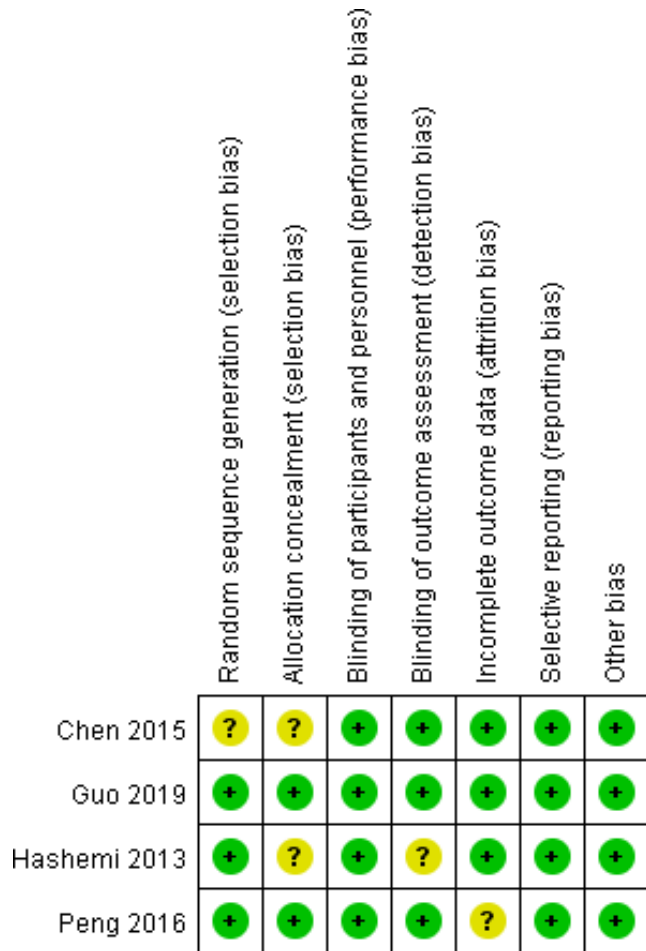 Random sequence generation (selection bias)
Allocation concealment (selection bias)
Blinding of participants and personnel (performance bias)
Blinding of outcome assessment (detection bias)
Incomplete outcome data (attrition bias)
Selective reporting (reporting bias)
Other bias
Chen 2015 ? ? + + + + +
Guo 2019 + + + + + + +
Hashemi 2013 + ? + ? + + +
Peng 2016 + + + + ? + +